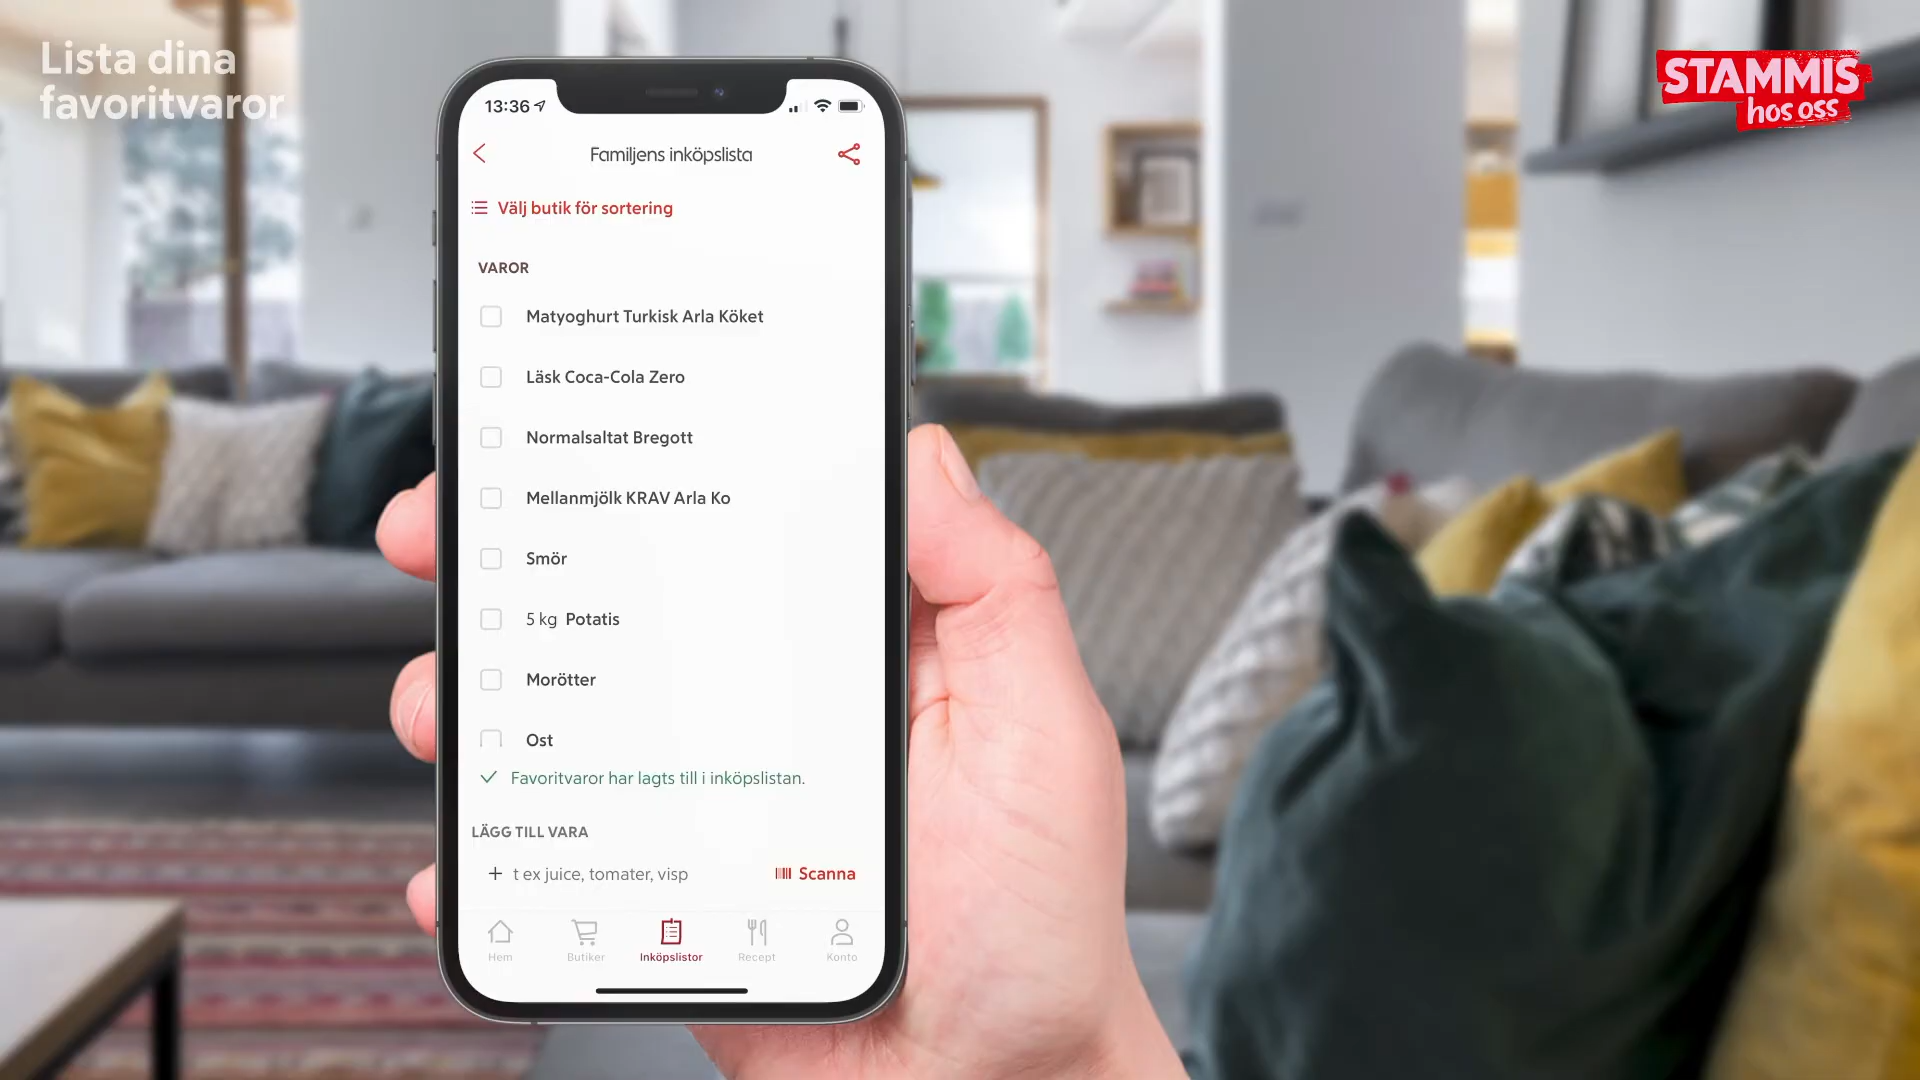 Lista dina
favoritvaror
STAMMIS
hos oss
13:36
Familjens inköpslista
Välj butik för sortering
VAROR
Matyoghurt Turkisk Arla Köket
Läsk Coca-Cola Zero
Normalsaltat Bregott
Mellanmjölk KRAV Arla Ko
Smör
5 kg Potatis
Morötter
Ost
Favoritvaror har lagts till i inköpslistan.
LÄGG TILL VARA
+ t ex juice, tomater, visp
Scanna
Hem
Butiker
Inköpslistor
Recept
Konto